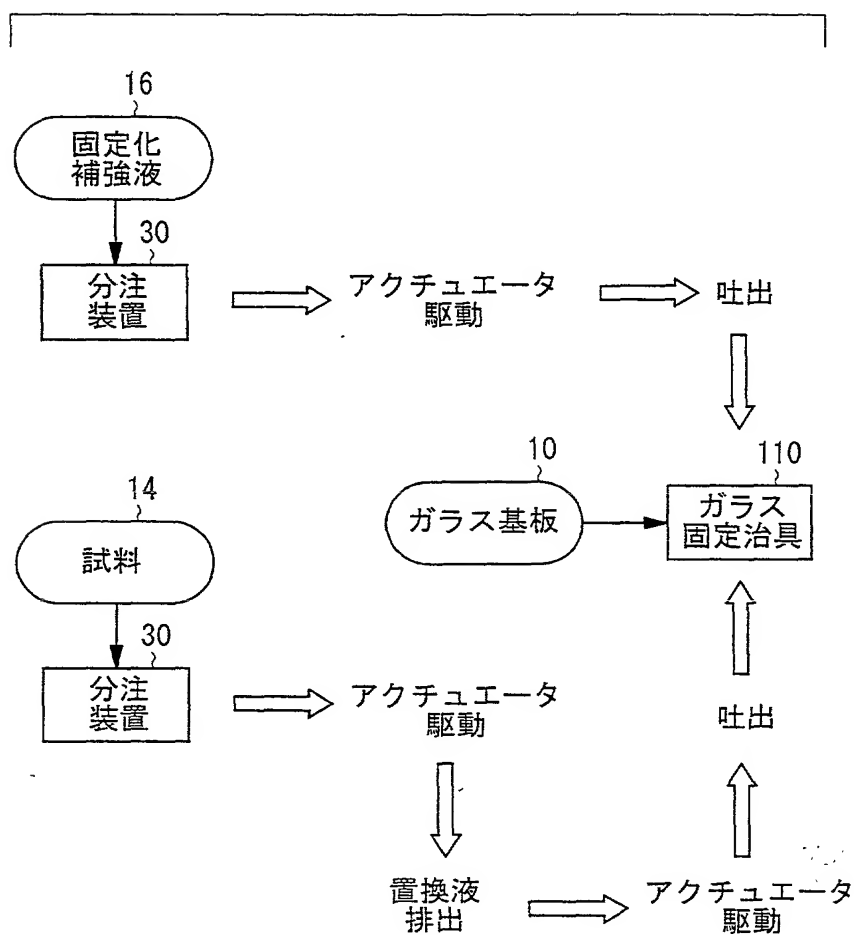 16
固定化
補強液
30
分注
装置
アクチュエータ
駆動
吐出
10
ガラス基板
110
ガラス
固定治具
14
試料
30
分注
装置
アクチュエータ
駆動
吐出
置換液
排出
アクチュエータ
駆動